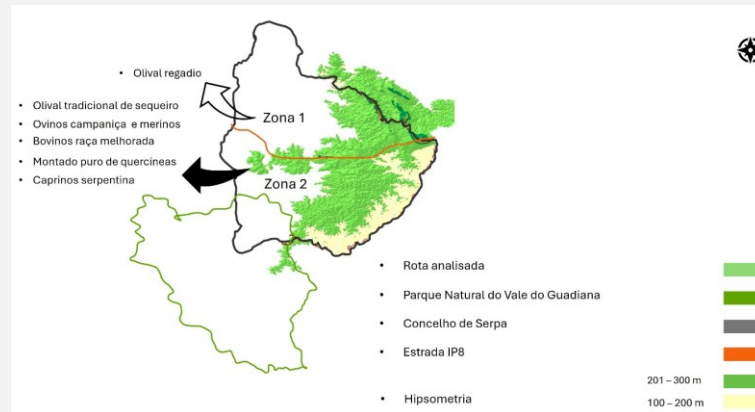 • Olival regadio
• Olival tradicional de sequeiro
• Ovinos campaniça e merinos
• Bovinos raça melhorada
• Montado puro de quercíneas
• Caprinos serpentina
Zona 1
Zona 2
• Rota analisada
• Parque Natural do Vale do Guadiana
• Concelho de Serpa
• Estrada IP8
201 – 300 m
• Hipsometria
100 – 200 m